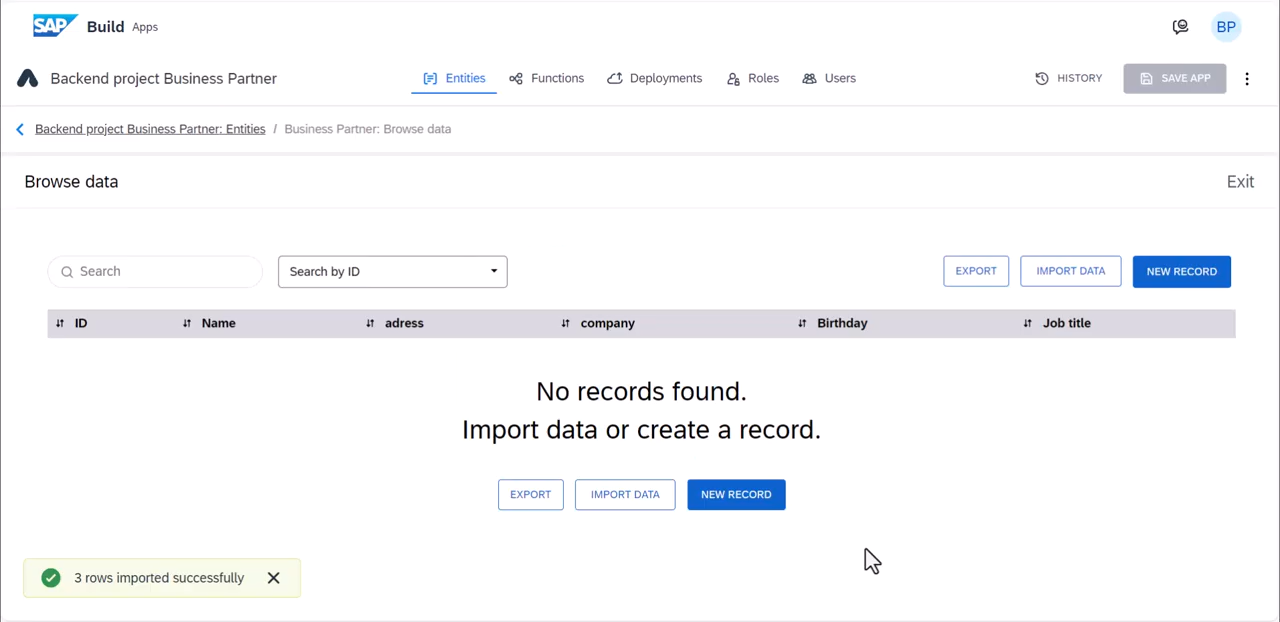 SAP Build Apps BP
Backend project Business Partner Entities Functions Deployments Roles Users HISTORY SAVE APP
Backend project Business Partner: Entities / Business Partner: Browse data
Browse data Exit
Search Search by ID EXPORT IMPORT DATA NEW RECORD
ID Name adress company Birthday Job title
No records found.
Import data or create a record.
EXPORT IMPORT DATA NEW RECORD
3 rows imported successfully